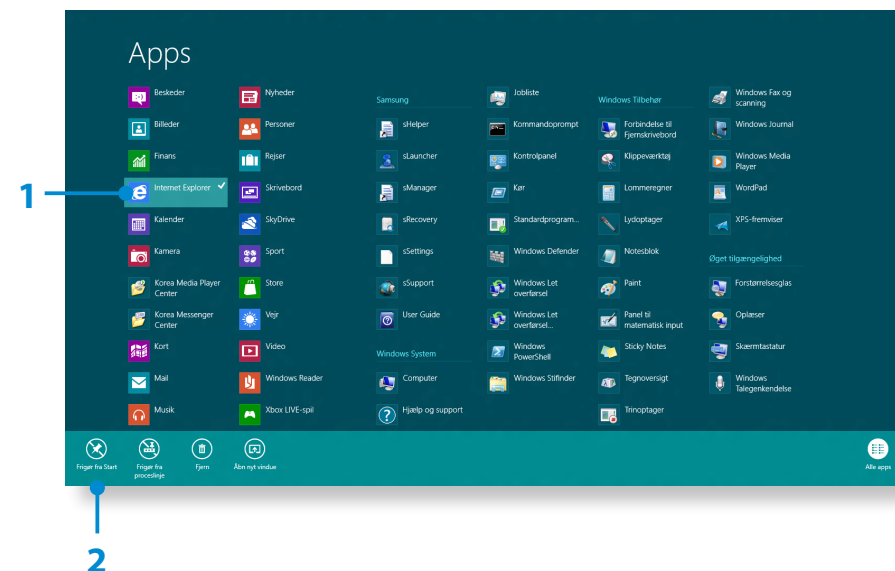 Apps
Beskeder
Billeder
Finans
Internet Explorer
Kalender
Kamera
Korea Media Player
Center
Korea Messenger
Center
Kort
Mail
Musik
Nyheder
Personer
Rejser
Skrivebord
SkyDrive
Sport
Store
Vejr
Video
Windows Reader
Xbox LIVE-spil
Samsung
sHelper
sLauncher
sManager
sRecovery
sSettings
sSupport
User Guide
Windows System
Computer
Hjælp og support
Jobliste
Kommandoprompt
Kontrolpanel
Kør
Standardprogram...
Windows Defender
Windows Let
overførsel
Windows Let
overførsel...
Windows
PowerShell
Windows Stifinder
Windows Tilbehør
Forbindelse til
Fjernskrivebord
Klippeværktøj
Lommeregner
Lydoptager
Notesblok
Paint
Panel til
matematisk input
Sticky Notes
Tegnoversigt
Trinoptager
Windows Fax og
scanning
Windows Journal
Windows Media
Player
WordPad
XPS-fremviser
Øget tilgængelighed
Forstørrelsesglas
Oplæser
Skærmtastatur
Windows
Talegenkendelse
1
Frigør fra Start
Frigør fra
proceslinje
Fjern
Åbn nyt vindue
Alle apps
2